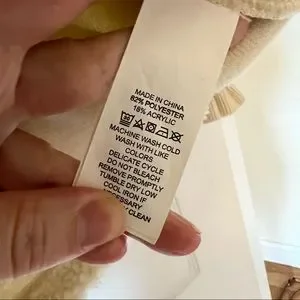 MADE IN CHINA
82% POLYESTER
18% ACRYLIC
MACHINE WASH COLD
WASH WITH LIKE
COLORS
DELICATE CYCLE
DO NOT BLEACH
REMOVE PROMPTLY
TUMBLE DRY LOW
COOL IRON IF
NECESSARY
CLEAN